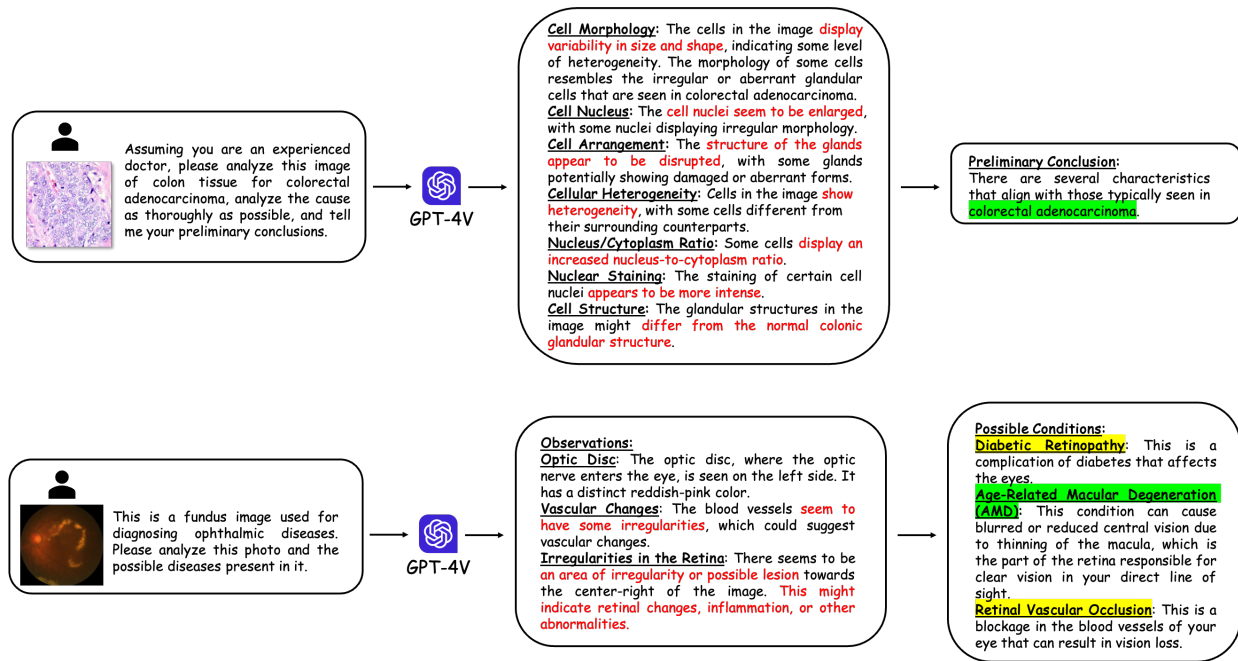 Assuming you are an experienced
doctor, please analyze this image
of colon tissue for colorectal
adenocarcinoma, analyze the cause
as thoroughly as possible, and tell
me your preliminary conclusions.
GPT-4V
Cell Morphology: The cells in the image display
variability in size and shape, indicating some level
of heterogeneity. The morphology of some cells
resembles the irregular or aberrant glandular
cells that are seen in colorectal adenocarcinoma.
Cell Nucleus: The cell nuclei seem to be enlarged,
with some nuclei displaying irregular morphology.
Cell Arrangement: The structure of the glands
appear to be disrupted, with some glands
potentially showing damaged or aberrant forms.
Cellular Heterogeneity: Cells in the image show
heterogeneity, with some cells different from
their surrounding counterparts.
Nucleus/Cytoplasm Ratio: Some cells display an
increased nucleus-to-cytoplasm ratio.
Nuclear Staining: The staining of certain cell
nuclei appears to be more intense.
Cell Structure: The glandular structures in the
image might differ from the normal colonic
glandular structure.
Preliminary Conclusion:
There are several characteristics
that align with those typically seen in
colorectal adenocarcinoma.
This is a fundus image used for
diagnosing ophthalmic diseases.
Please analyze this photo and the
possible diseases present in it.
GPT-4V
Observations:
Optic Disc: The optic disc, where the optic
nerve enters the eye, is seen on the left side. It
has a distinct reddish-pink color.
Vascular Changes: The blood vessels seem to
have some irregularities, which could suggest
vascular changes.
Irregularities in the Retina: There seems to be
an area of irregularity or possible lesion towards
the center-right of the image. This might
indicate retinal changes, inflammation, or other
abnormalities.
Possible Conditions:
Diabetic Retinopathy: This is a
complication of diabetes that affects
the eyes.
Age-Related Macular Degeneration
(AMD): This condition can cause
blurred or reduced central vision due
to thinning of the macula, which is
the part of the retina responsible for
clear vision in your direct line of
sight.
Retinal Vascular Occlusion: This is a
blockage in the blood vessels of your
eye that can result in vision loss.